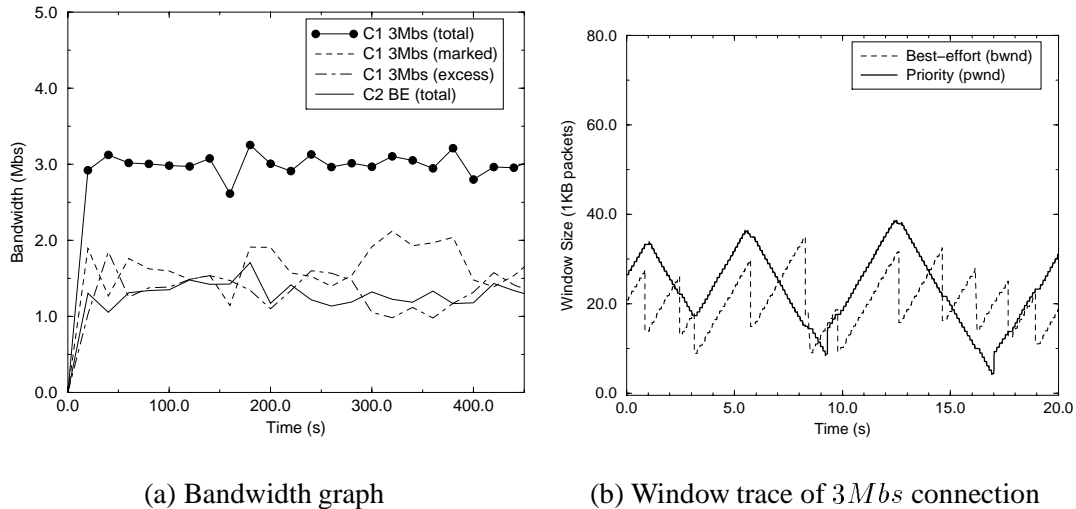 5.0
4.0
3.0
2.0
1.0
0.0
Bandwidth (Mbs)
0.0 100.0 200.0 300.0 400.0
Time (s)
C1 3Mbs (total)
C1 3Mbs (marked)
C1 3Mbs (excess)
C2 BE (total)
(a) Bandwidth graph
80.0
60.0
40.0
20.0
0.0
Window Size (1KB packets)
0.0 5.0 10.0 15.0 20.0
Time (s)
Best–effort (bwnd)
Priority (pwnd)
(b) Window trace of 3Mbs connection